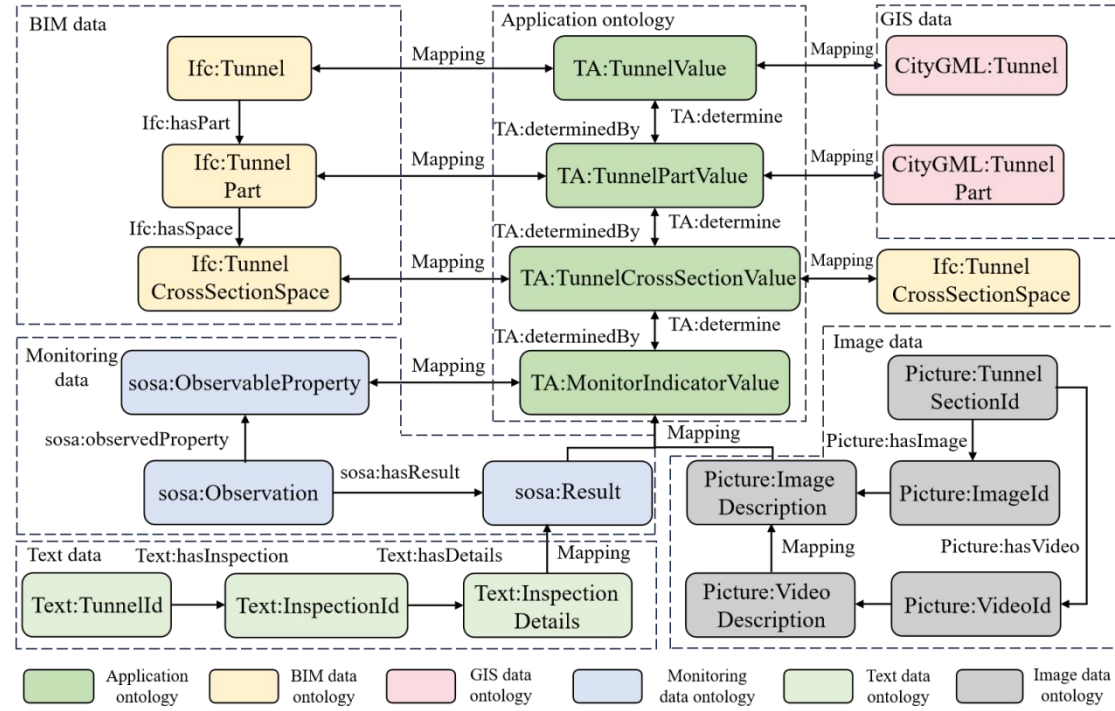 BIM data
Application ontology
GIS data
Ifc:Tunnel
Mapping
TA:TunnelValue
Mapping
CityGML:Tunnel
Ifc:hasPart
TA:determinedBy
TA:determine
Ifc:Tunnel
Part
Mapping
TA:TunnelPartValue
Mapping
CityGML:Tunnel
Part
Ifc:hasSpace
TA:determinedBy
TA:determine
Ifc:Tunnel
CrossSectionSpace
Mapping
TA:TunnelCrossSectionValue
Mapping
Ifc:Tunnel
CrossSectionSpace
TA:determinedBy
TA:determine
Monitoring
data
Image data
sosa:ObservableProperty
Mapping
TA:MonitorIndicatorValue
Picture:Tunnel
SectionId
sosa:observedProperty
Mapping
Picture:hasImage
sosa:Observation
sosa:hasResult
sosa:Result
Picture:Image
Description
Picture:ImageId
Text data
Text:hasInspection
Text:hasDetails
Mapping
Mapping
Picture:hasVideo
Text:TunnelId
Text:InspectionId
Text:Inspection
Details
Picture:Video
Description
Picture:VideoId
Application
ontology
BIM data
ontology
GIS data
ontology
Monitoring
data ontology
Text data
ontology
Image data
ontology